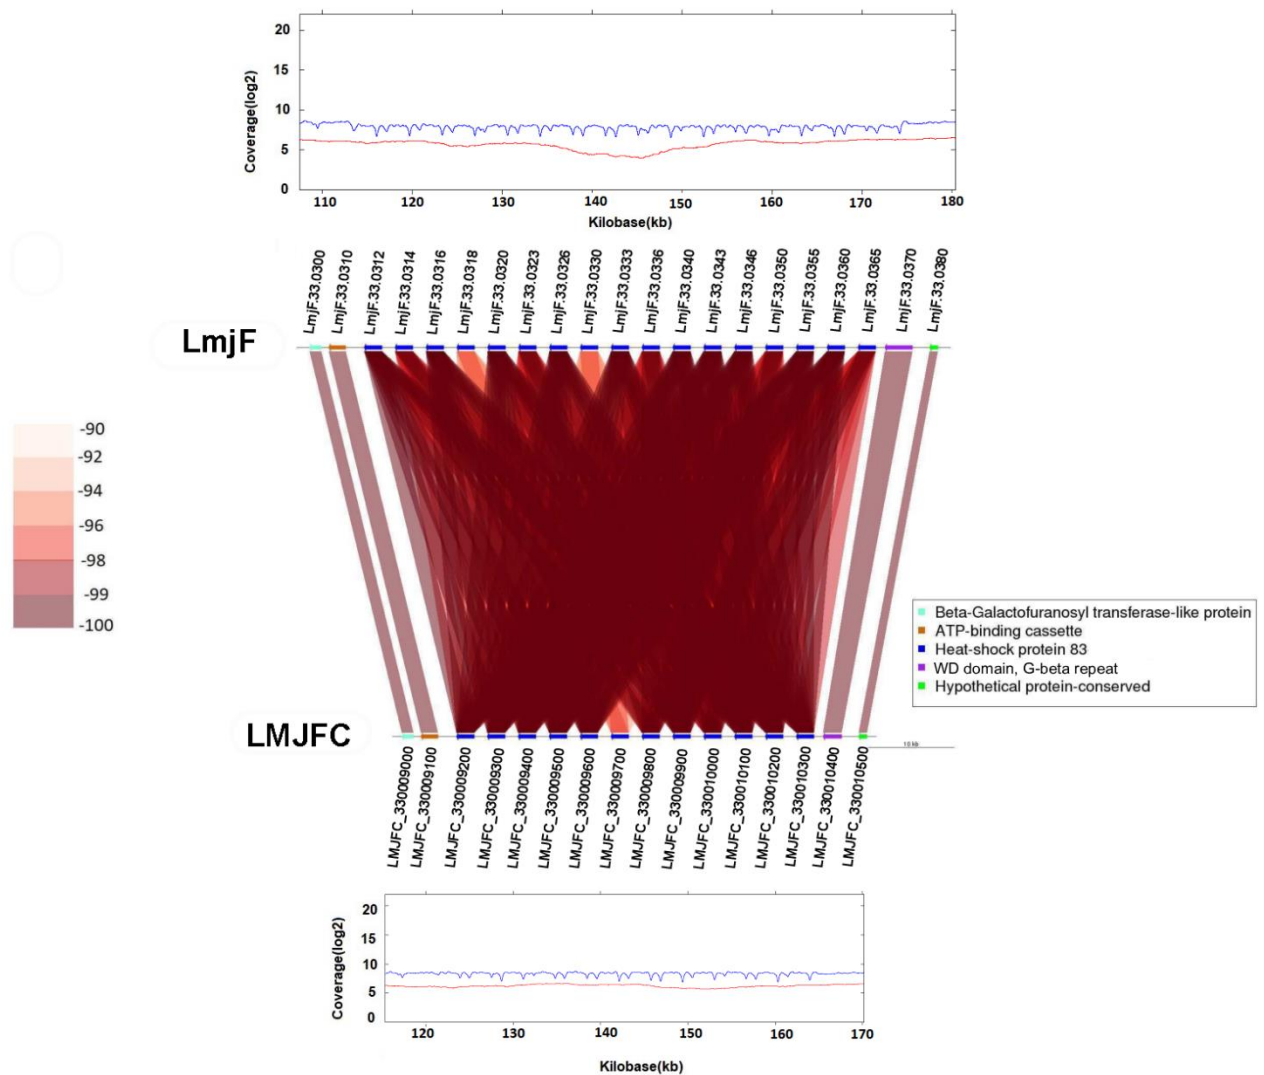 20
15
10
5
0
Coverage(log2)
110 120 130 140 150 160 170 180
Kilobase(kb)
LmjF.33.0300
LmjF.33.0310
LmjF.33.0312
LmjF.33.0314
LmjF.33.0316
LmjF.33.0318
LmjF.33.0320
LmjF.33.0323
LmjF.33.0326
LmjF.33.0330
LmjF.33.0333
LmjF.33.0336
LmjF.33.0340
LmjF.33.0343
LmjF.33.0346
LmjF.33.0350
LmjF.33.0355
LmjF.33.0360
LmjF.33.0365
LmjF.33.0370
LmjF.33.0380
LmjF
-90
-92
-94
-96
-98
-99
-100
Beta-Galactofuranosyl transferase-like protein
ATP-binding cassette
Heat-shock protein 83
WD domain, G-beta repeat
Hypothetical protein-conserved
LMJFC
10 kb
LMJFC_330009000
LMJFC_330009100
LMJFC_330009200
LMJFC_330009300
LMJFC_330009400
LMJFC_330009500
LMJFC_330009600
LMJFC_330009700
LMJFC_330009800
LMJFC_330009900
LMJFC_330010000
LMJFC_330010100
LMJFC_330010200
LMJFC_330010300
LMJFC_330010400
LMJFC_330010500
20
15
10
5
0
Coverage(log2)
120 130 140 150 160 170
Kilobase(kb)